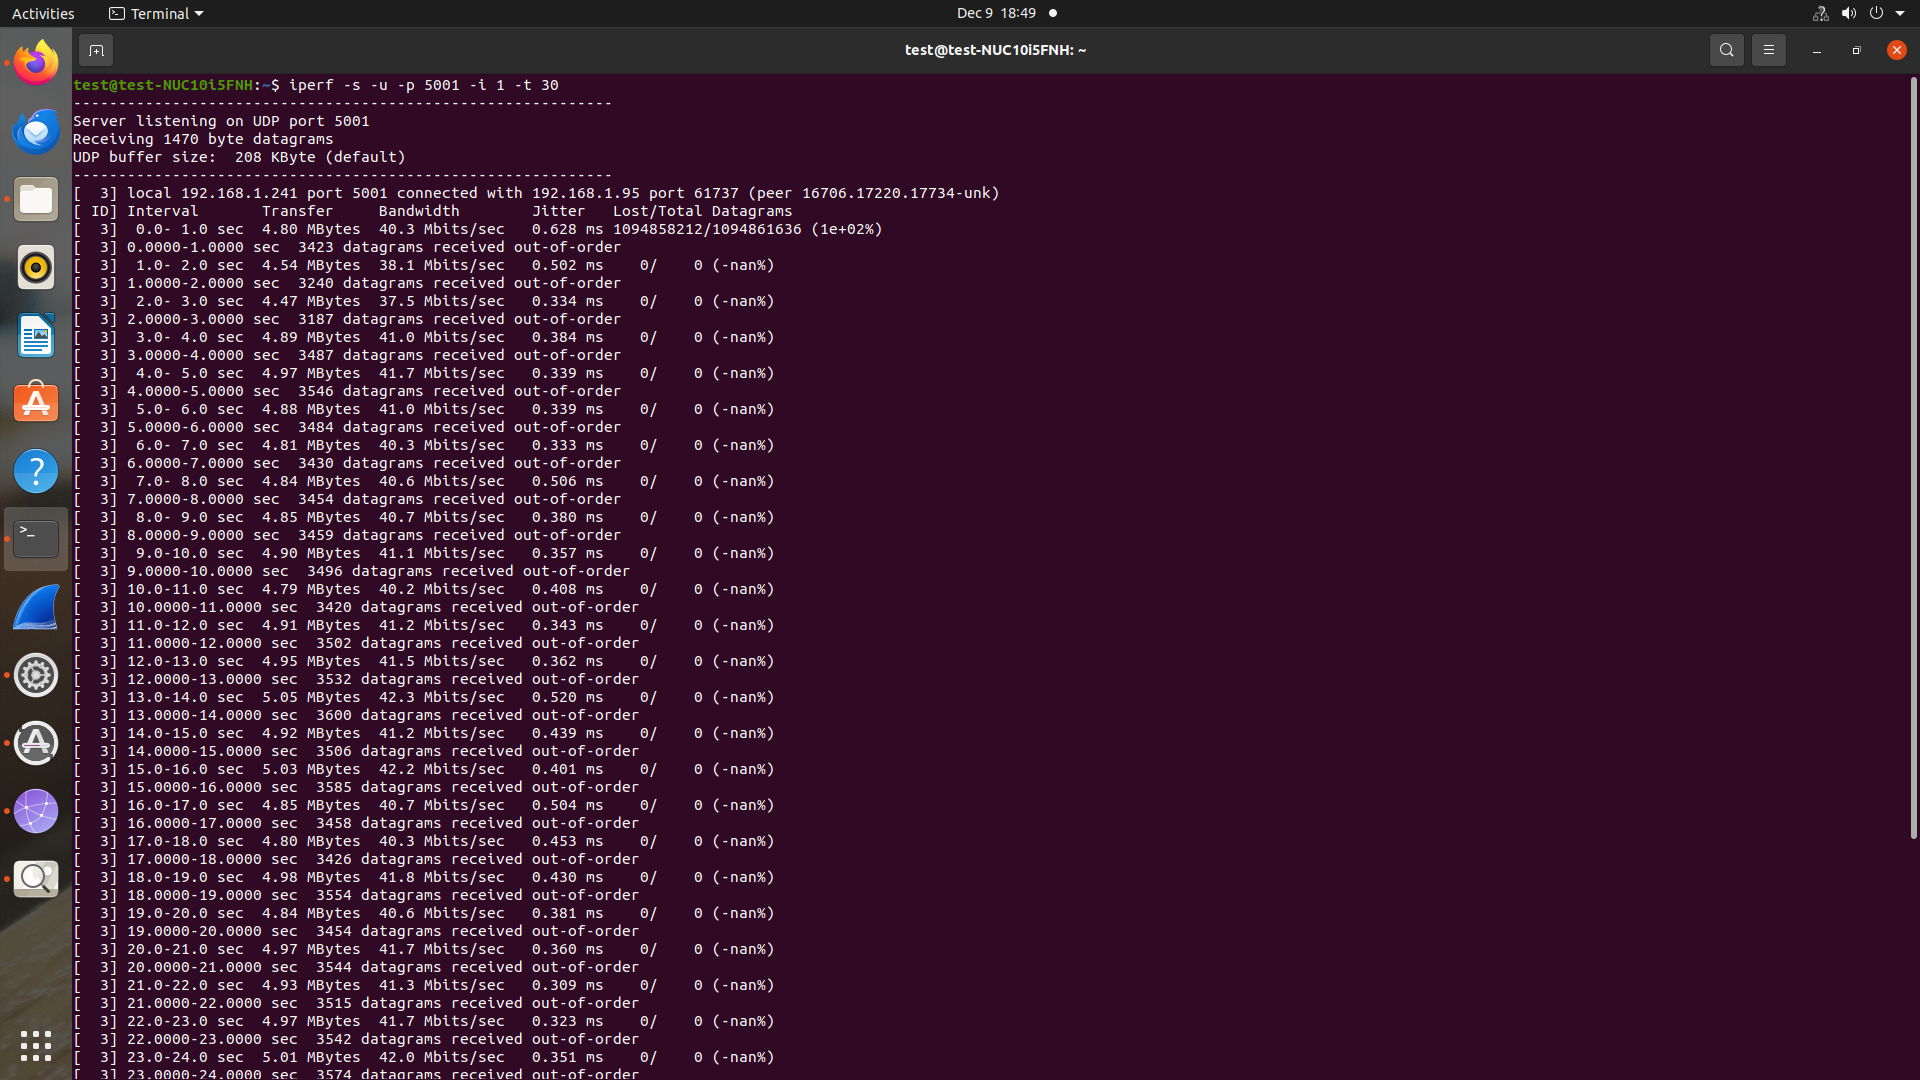 Activities
Terminal
Dec 9 18:49
test@test-NUC10i5FNH: ~
test@test-NUC10i5FNH:~$ iperf -s -u -p 5001 -i 1 -t 30
------------------------------------------------------------
Server listening on UDP port 5001
Receiving 1470 byte datagrams
UDP buffer size:  208 KByte (default)
------------------------------------------------------------
[  3] local 192.168.1.241 port 5001 connected with 192.168.1.95 port 61737 (peer 16706.17220.17734-unk)
[ ID] Interval       Transfer     Bandwidth        Jitter   Lost/Total Datagrams
[  3]  0.0- 1.0 sec  4.80 MBytes  40.3 Mbits/sec   0.628 ms 1094858212/1094861636 (1e+02%)
[  3] 0.0000-1.0000 sec  3423 datagrams received out-of-order
[  3]  1.0- 2.0 sec  4.54 MBytes  38.1 Mbits/sec   0.502 ms    0/    0 (-nan%)
[  3] 1.0000-2.0000 sec  3240 datagrams received out-of-order
[  3]  2.0- 3.0 sec  4.47 MBytes  37.5 Mbits/sec   0.334 ms    0/    0 (-nan%)
[  3] 2.0000-3.0000 sec  3187 datagrams received out-of-order
[  3]  3.0- 4.0 sec  4.89 MBytes  41.0 Mbits/sec   0.384 ms    0/    0 (-nan%)
[  3] 3.0000-4.0000 sec  3487 datagrams received out-of-order
[  3]  4.0- 5.0 sec  4.97 MBytes  41.7 Mbits/sec   0.339 ms    0/    0 (-nan%)
[  3] 4.0000-5.0000 sec  3546 datagrams received out-of-order
[  3]  5.0- 6.0 sec  4.88 MBytes  41.0 Mbits/sec   0.339 ms    0/    0 (-nan%)
[  3] 5.0000-6.0000 sec  3484 datagrams received out-of-order
[  3]  6.0- 7.0 sec  4.81 MBytes  40.3 Mbits/sec   0.333 ms    0/    0 (-nan%)
[  3] 6.0000-7.0000 sec  3430 datagrams received out-of-order
[  3]  7.0- 8.0 sec  4.84 MBytes  40.6 Mbits/sec   0.506 ms    0/    0 (-nan%)
[  3] 7.0000-8.0000 sec  3454 datagrams received out-of-order
[  3]  8.0- 9.0 sec  4.85 MBytes  40.7 Mbits/sec   0.380 ms    0/    0 (-nan%)
[  3] 8.0000-9.0000 sec  3459 datagrams received out-of-order
[  3]  9.0-10.0 sec  4.90 MBytes  41.1 Mbits/sec   0.357 ms    0/    0 (-nan%)
[  3] 9.0000-10.0000 sec  3496 datagrams received out-of-order
[  3] 10.0-11.0 sec  4.79 MBytes  40.2 Mbits/sec   0.408 ms    0/    0 (-nan%)
[  3] 10.0000-11.0000 sec  3420 datagrams received out-of-order
[  3] 11.0-12.0 sec  4.91 MBytes  41.2 Mbits/sec   0.343 ms    0/    0 (-nan%)
[  3] 11.0000-12.0000 sec  3502 datagrams received out-of-order
[  3] 12.0-13.0 sec  4.95 MBytes  41.5 Mbits/sec   0.362 ms    0/    0 (-nan%)
[  3] 12.0000-13.0000 sec  3532 datagrams received out-of-order
[  3] 13.0-14.0 sec  5.05 MBytes  42.3 Mbits/sec   0.520 ms    0/    0 (-nan%)
[  3] 13.0000-14.0000 sec  3600 datagrams received out-of-order
[  3] 14.0-15.0 sec  4.92 MBytes  41.2 Mbits/sec   0.439 ms    0/    0 (-nan%)
[  3] 14.0000-15.0000 sec  3506 datagrams received out-of-order
[  3] 15.0-16.0 sec  5.03 MBytes  42.2 Mbits/sec   0.401 ms    0/    0 (-nan%)
[  3] 15.0000-16.0000 sec  3585 datagrams received out-of-order
[  3] 16.0-17.0 sec  4.85 MBytes  40.7 Mbits/sec   0.504 ms    0/    0 (-nan%)
[  3] 16.0000-17.0000 sec  3458 datagrams received out-of-order
[  3] 17.0-18.0 sec  4.80 MBytes  40.3 Mbits/sec   0.453 ms    0/    0 (-nan%)
[  3] 17.0000-18.0000 sec  3426 datagrams received out-of-order
[  3] 18.0-19.0 sec  4.98 MBytes  41.8 Mbits/sec   0.430 ms    0/    0 (-nan%)
[  3] 18.0000-19.0000 sec  3554 datagrams received out-of-order
[  3] 19.0-20.0 sec  4.84 MBytes  40.6 Mbits/sec   0.381 ms    0/    0 (-nan%)
[  3] 19.0000-20.0000 sec  3454 datagrams received out-of-order
[  3] 20.0-21.0 sec  4.97 MBytes  41.7 Mbits/sec   0.360 ms    0/    0 (-nan%)
[  3] 20.0000-21.0000 sec  3544 datagrams received out-of-order
[  3] 21.0-22.0 sec  4.93 MBytes  41.3 Mbits/sec   0.309 ms    0/    0 (-nan%)
[  3] 21.0000-22.0000 sec  3515 datagrams received out-of-order
[  3] 22.0-23.0 sec  4.97 MBytes  41.7 Mbits/sec   0.323 ms    0/    0 (-nan%)
[  3] 22.0000-23.0000 sec  3542 datagrams received out-of-order
[  3] 23.0-24.0 sec  5.01 MBytes  42.0 Mbits/sec   0.351 ms    0/    0 (-nan%)
[  3] 23.0000-24.0000 sec  3574 datagrams received out-of-order